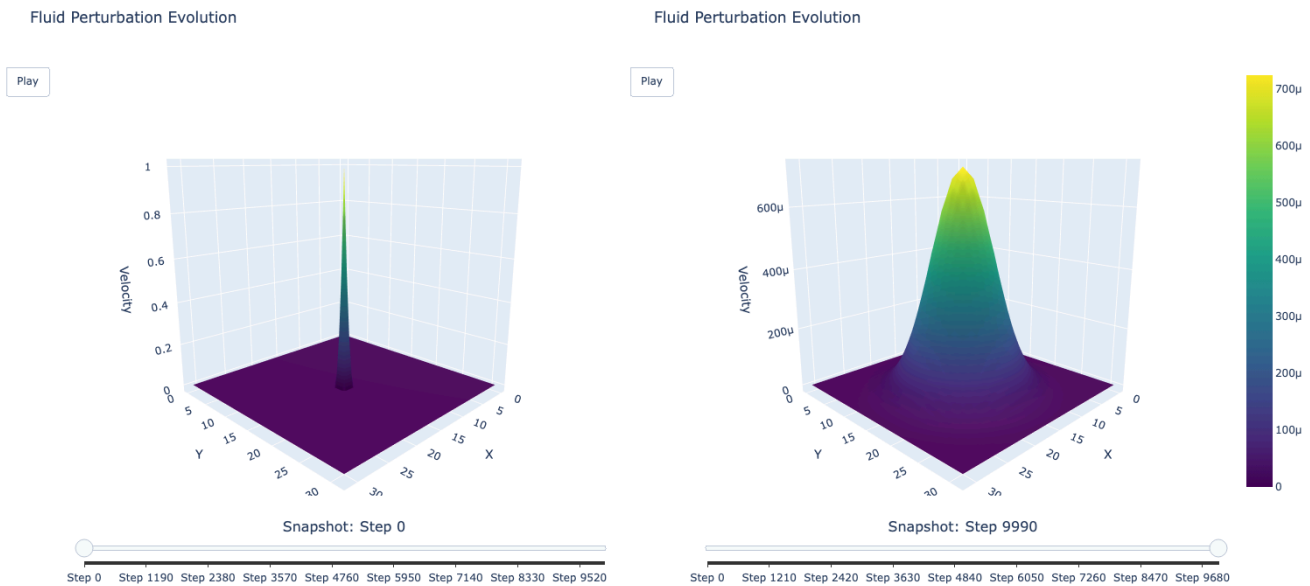 Fluid Perturbation Evolution
Play
1
0.8
0.6
0.4
0.2
0
Velocity
0
5
10
15
20
25
30
Y
0
5
10
15
20
25
30
X
Snapshot: Step 0
Step 0 Step 1190 Step 2380 Step 3570 Step 4760 Step 5950 Step 7140 Step 8330 Step 9520
Fluid Perturbation Evolution
Play
600μ
400μ
200μ
0
Velocity
0
5
10
15
20
25
30
Y
0
5
10
15
20
25
30
X
700μ
600μ
500μ
400μ
300μ
200μ
100μ
0
Snapshot: Step 9990
Step 0 Step 1210 Step 2420 Step 3630 Step 4840 Step 6050 Step 7260 Step 8470 Step 9680